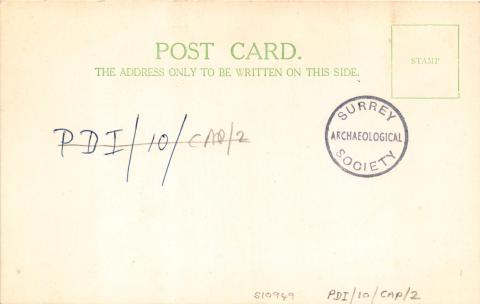 POST CARD.
THE ADDRESS ONLY TO BE WRITTEN ON THIS SIDE.
STAMP
SURREY
ARCHAEOLOGICAL
SOCIETY
PDI/10/CAP/2
S10949
PDI/10/CAP/2